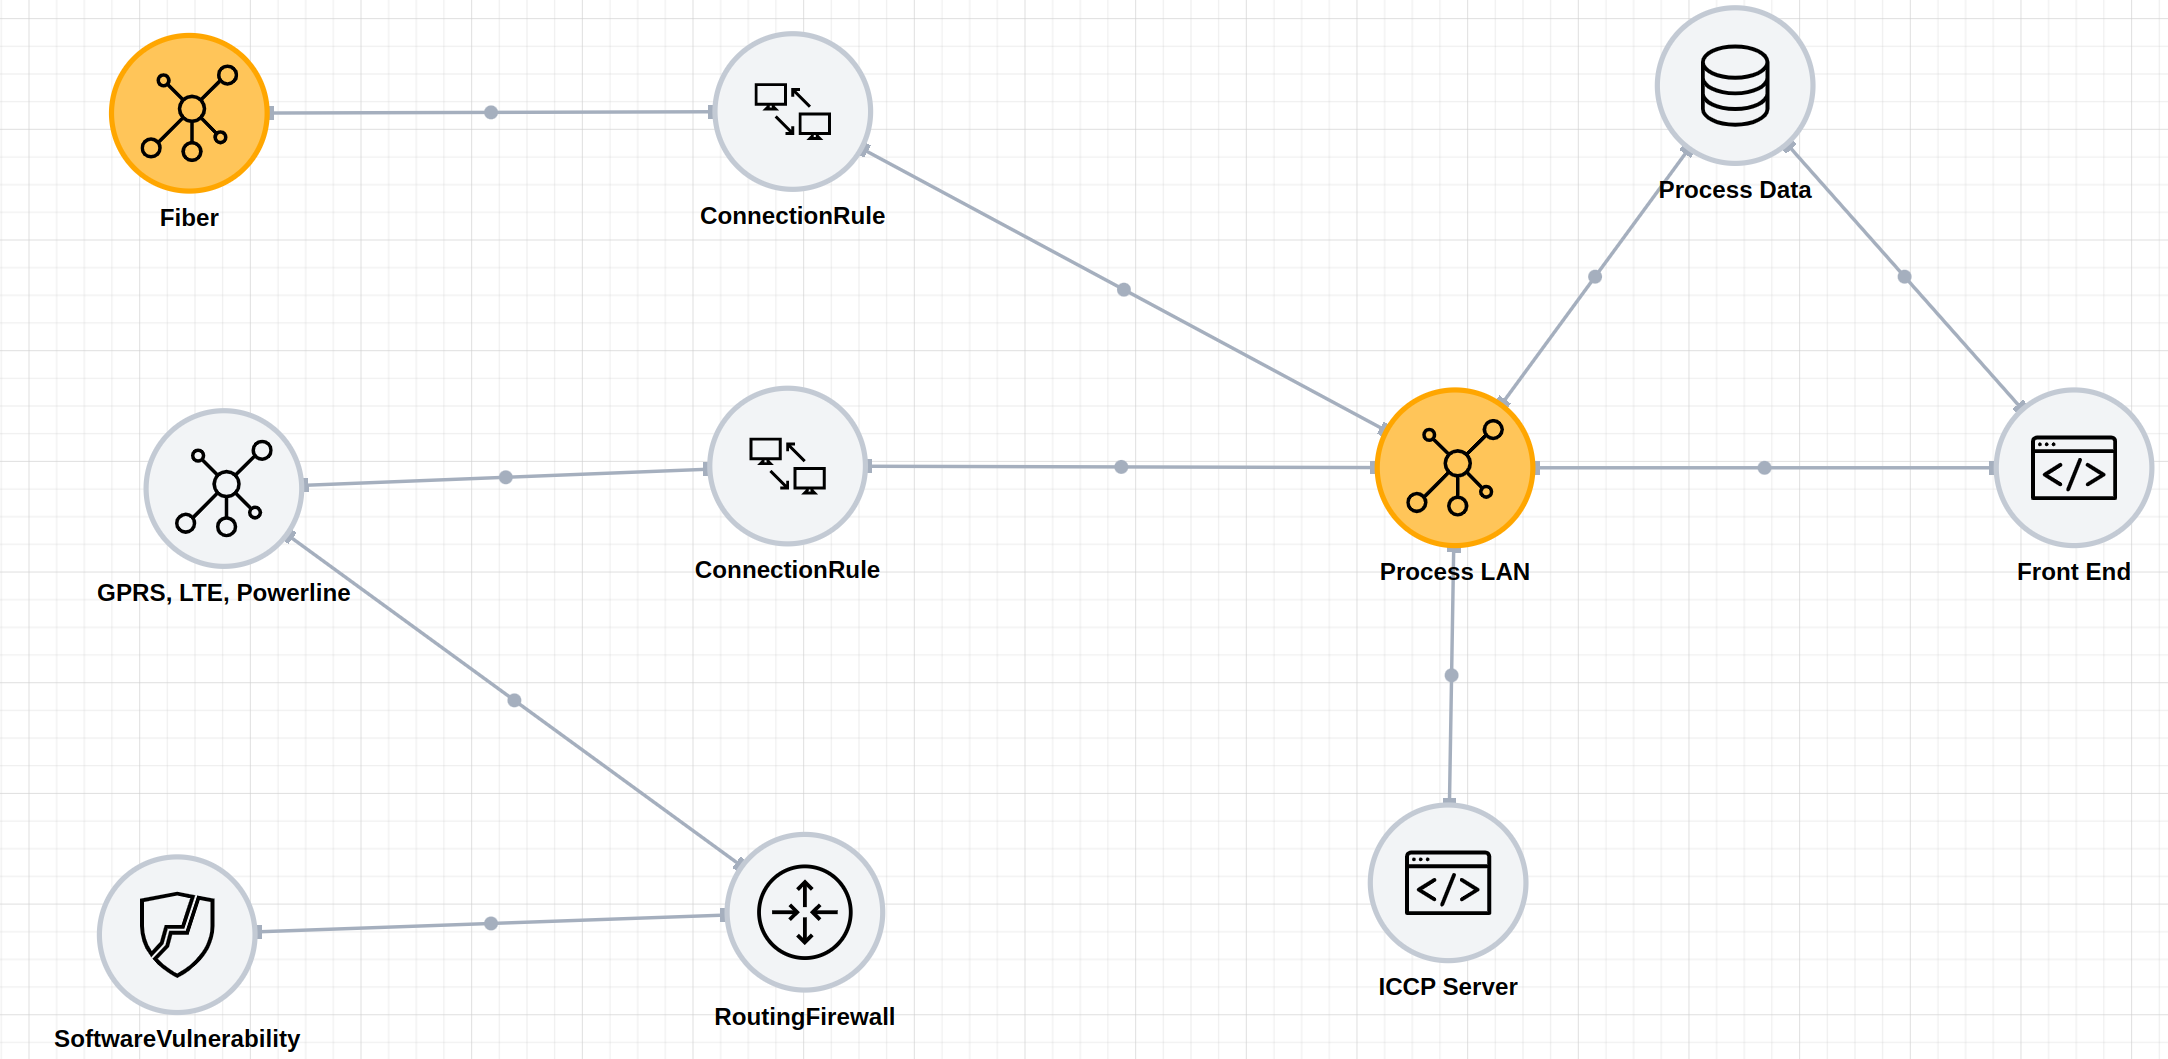 Fiber
ConnectionRule
Process Data
GPRS, LTE, Powerline
ConnectionRule
Process LAN
Front End
SoftwareVulnerability
RoutingFirewall
ICCP Server